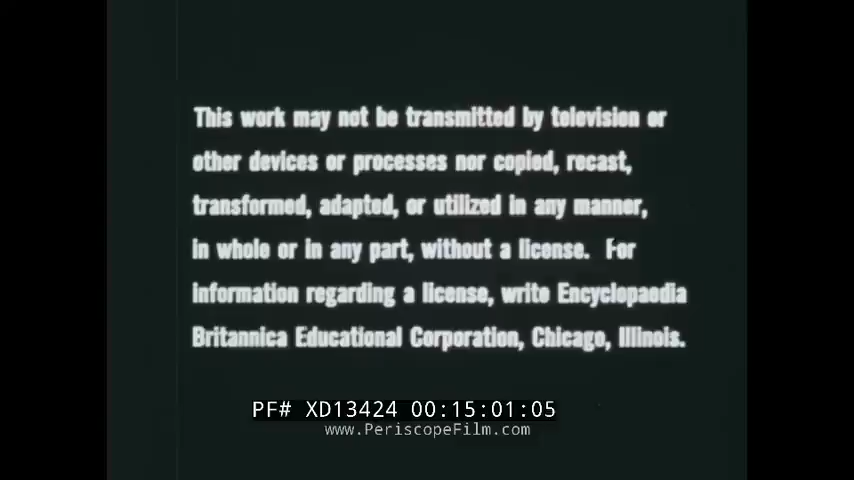 This work may not be transmitted by television or
other devices or processes nor copied, recast,
transformed, adapted, or utilized in any manner,
in whole or in any part, without a license. For
information regarding a license, write Encyclopaedia
Britannica Educational Corporation, Chicago, Illinois.
PF# XD13424 00:15:01:05
www.PeriscopeFilm.com